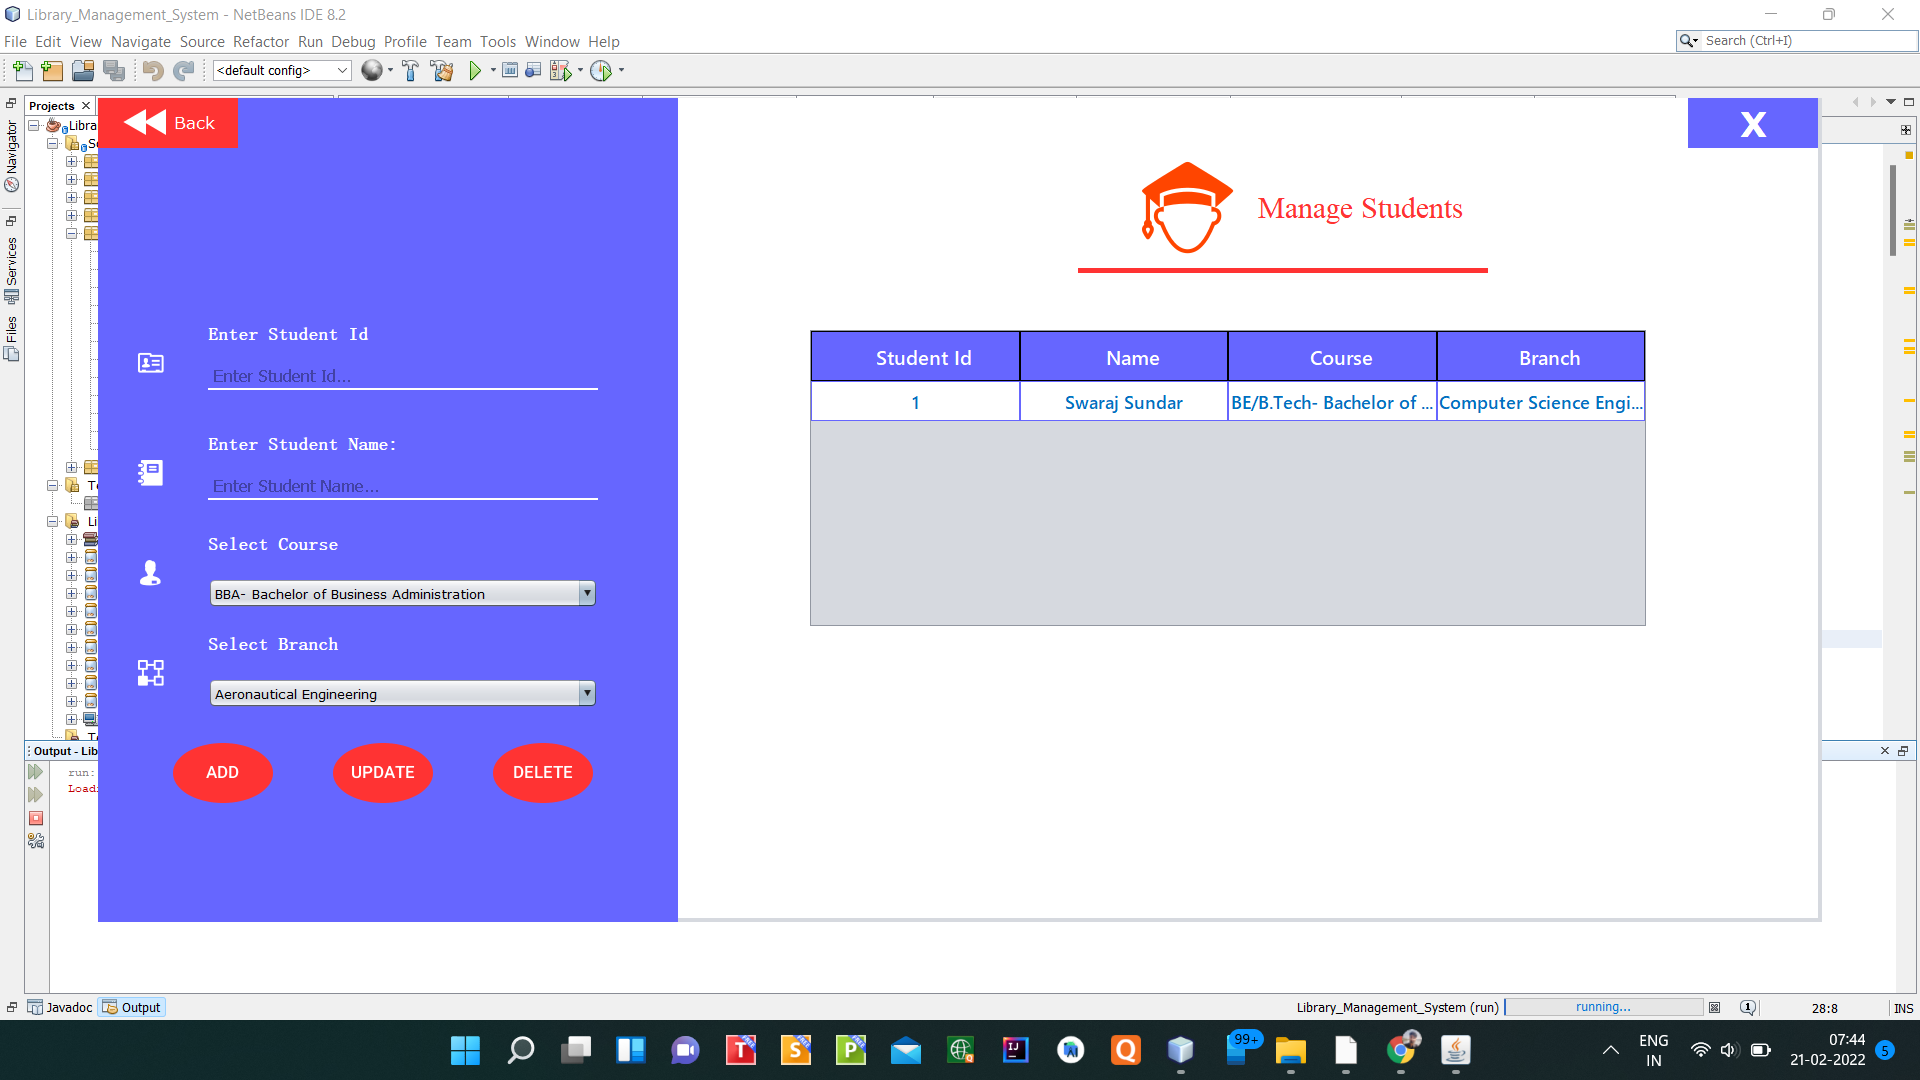 Library_Management_System - NetBeans IDE 8.2
File Edit View Navigate Source Refactor Run Debug Profile Team Tools Window Help
Search (Ctrl+I)
<default config>
Projects
Navigator
Services
Files
Libra
Back
X
Manage Students
Enter Student Id
Enter Student Id...
Enter Student Name:
Enter Student Name...
Select Course
BBA- Bachelor of Business Administration
Select Branch
Aeronautical Engineering
ADD UPDATE DELETE
Student Id Name Course Branch
1 Swaraj Sundar BE/B.Tech- Bachelor of ... Computer Science Engi...
Output - Lib
run:
Loadi
Javadoc Output
Library_Management_System (run) running... 1 28:8 INS
99+
ENG
IN
07:44
21-02-2022
5